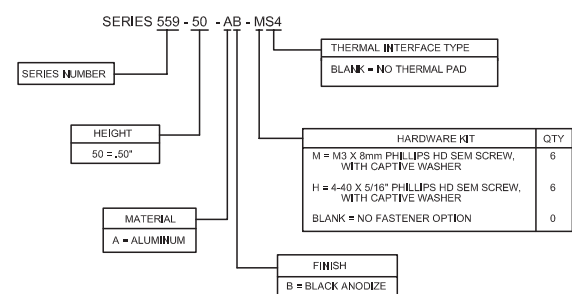 SERIES 559 - 50 - AB - MS4
THERMAL INTERFACE TYPE
BLANK = NO THERMAL PAD
SERIES NUMBER
HEIGHT
50 = .50"
HARDWARE KIT QTY
M = M3 X 8mm PHILLIPS HD SEM SCREW, 6
WITH CAPTIVE WASHER
H = 4-40 X 5/16" PHILLIPS HD SEM SCREW, 6
WITH CAPTIVE WASHER
BLANK = NO FASTENER OPTION 0
MATERIAL
A = ALUMINUM
FINISH
B = BLACK ANODIZE